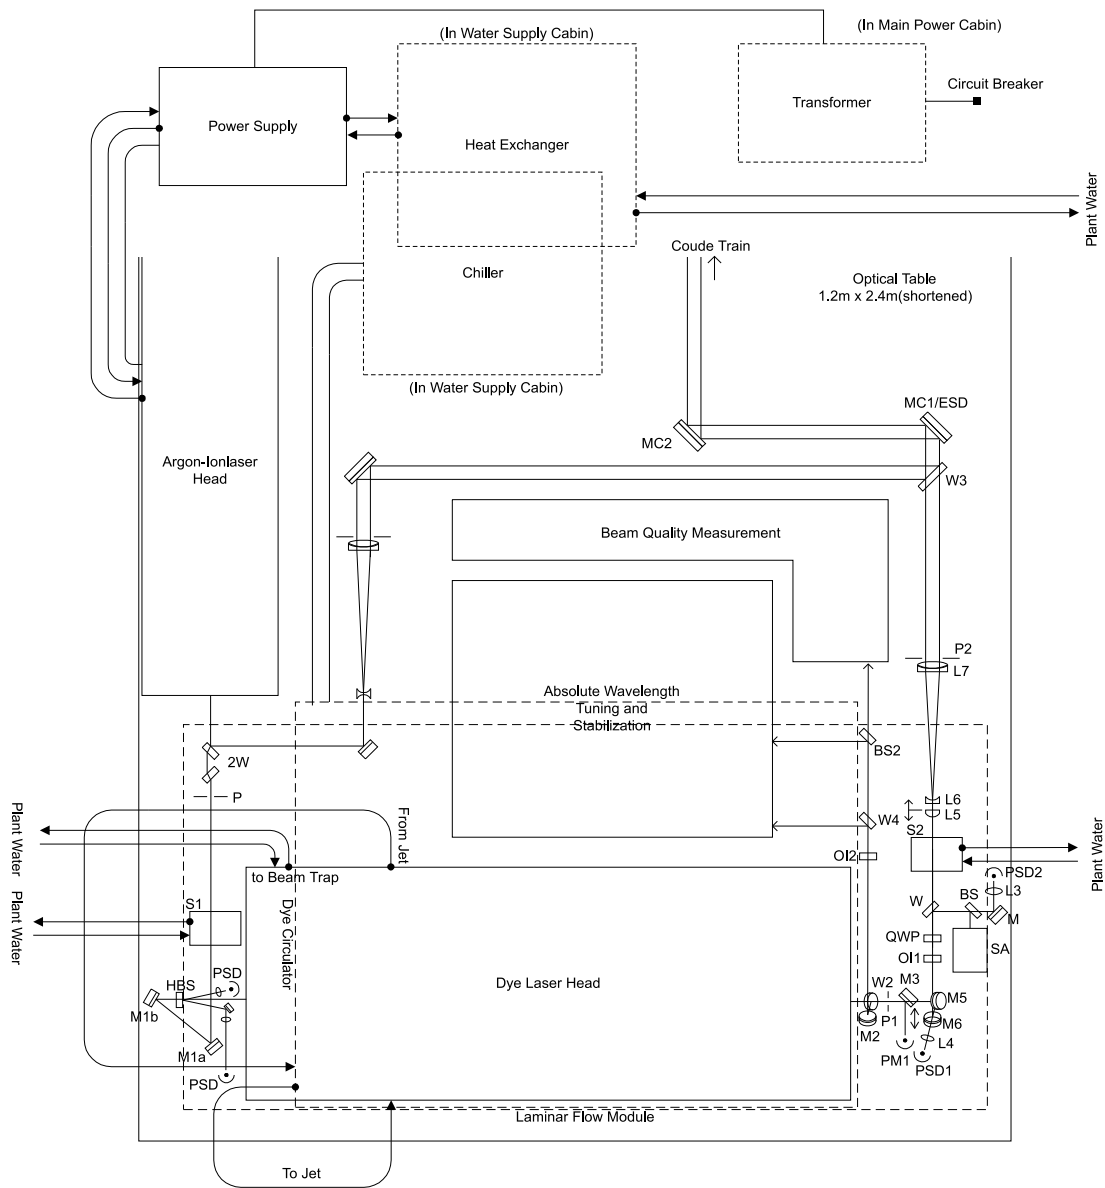 (In Main Power Cabin)
(In Water Supply Cabin)
Circuit Breaker
Transformer
Power Supply
Heat Exchanger
Plant Water
Coude Train
Chiller
Optical Table
1.2m x 2.4m(shortened)
(In Water Supply Cabin)
MC1/ESD
MC2
Argon-Ionlaser
Head
W3
Beam Quality Measurement
P2
L7
Absolute Wavelength
Tuning and
Stabilization
BS2
2W
P
L6
L5
From Jet
W4
S2
Plant Water
OI2
to Beam Trap
PSD2
L3
Plant Water
Plant Water
S1
Dye Circulator
W
BS
M
QWP
SA
OI1
HBS
PSD
Dye Laser Head
W2
M3
M5
M1b
P1
M6
M2
M1a
PM1
L4
PSD
PSD1
Laminar Flow Module
To Jet